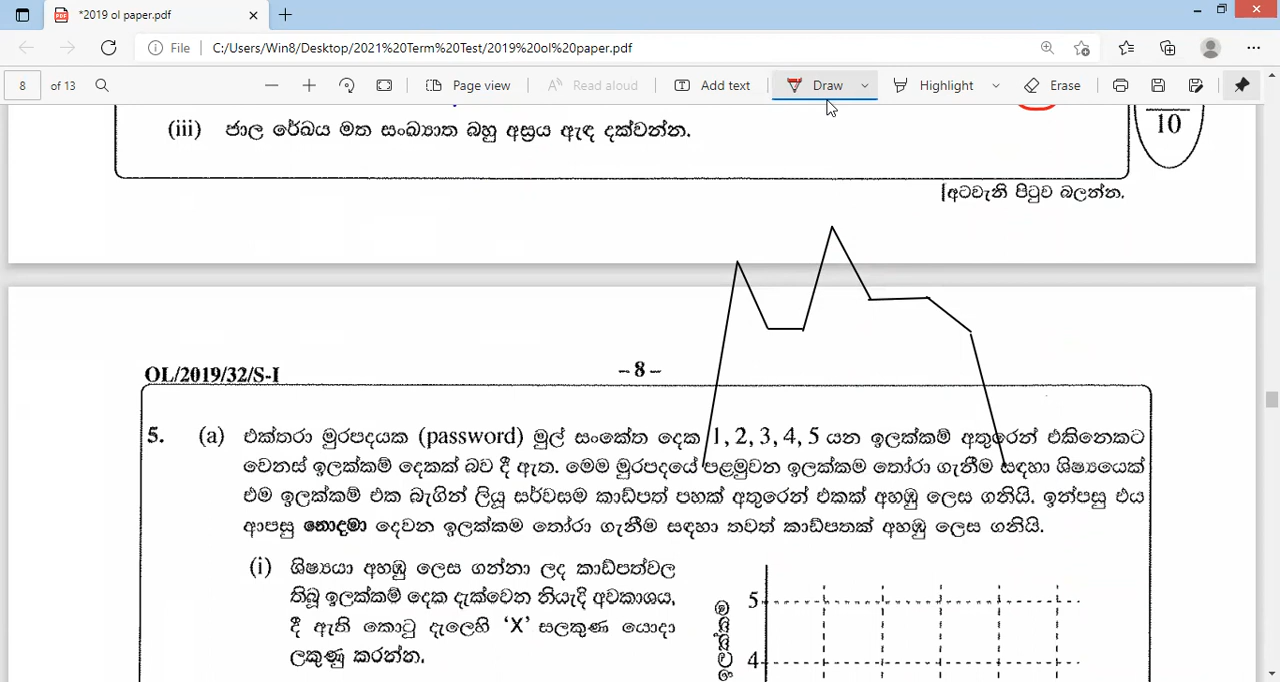 *2019 ol paper.pdf
File C:/Users/Win8/Desktop/2021%20Term%20Test/2019%20ol%20paper.pdf
8 of 13 Page view Read aloud Add text Draw Highlight Erase
(iii) ජාල රේඛය මත සංඛ්‍යාත බහු අස්‍රය ඇඳ දක්වන්න.
10
[අටවැනි පිටුව බලන්න.
OL/2019/32/S-I
-8-
5. (a) එක්තරා මුරපදයක (password) මුල් සංකේත දෙක 1, 2, 3, 4, 5 යන ඉලක්කම් අතුරෙන් එකිනෙකට
වෙනස් ඉලක්කම් දෙකක් බව දී ඇත. මෙම මුරපදයේ පළමුවන ඉලක්කම තෝරා ගැනීම සඳහා ශිෂ්‍යයෙක්
එම ඉලක්කම් එක බැගින් ලියූ සර්වසම කාඩ්පත් පහක් අතුරෙන් එකක් අහඹු ලෙස ගනියි. ඉන්පසු එය
ආපසු නොදමා දෙවන ඉලක්කම තෝරා ගැනීම සඳහා තවත් කාඩ්පතක් අහඹු ලෙස ගනියි.
(i) ශිෂ්‍යයා අහඹු ලෙස ගන්නා ලද කාඩ්පත්වල
තිබූ ඉලක්කම් දෙක දැක්වෙන නියැදි අවකාශය,
දී ඇති කොටු දැලෙහි ‘X’ සලකුණ යොදා
ලකුණු කරන්න.
5
4